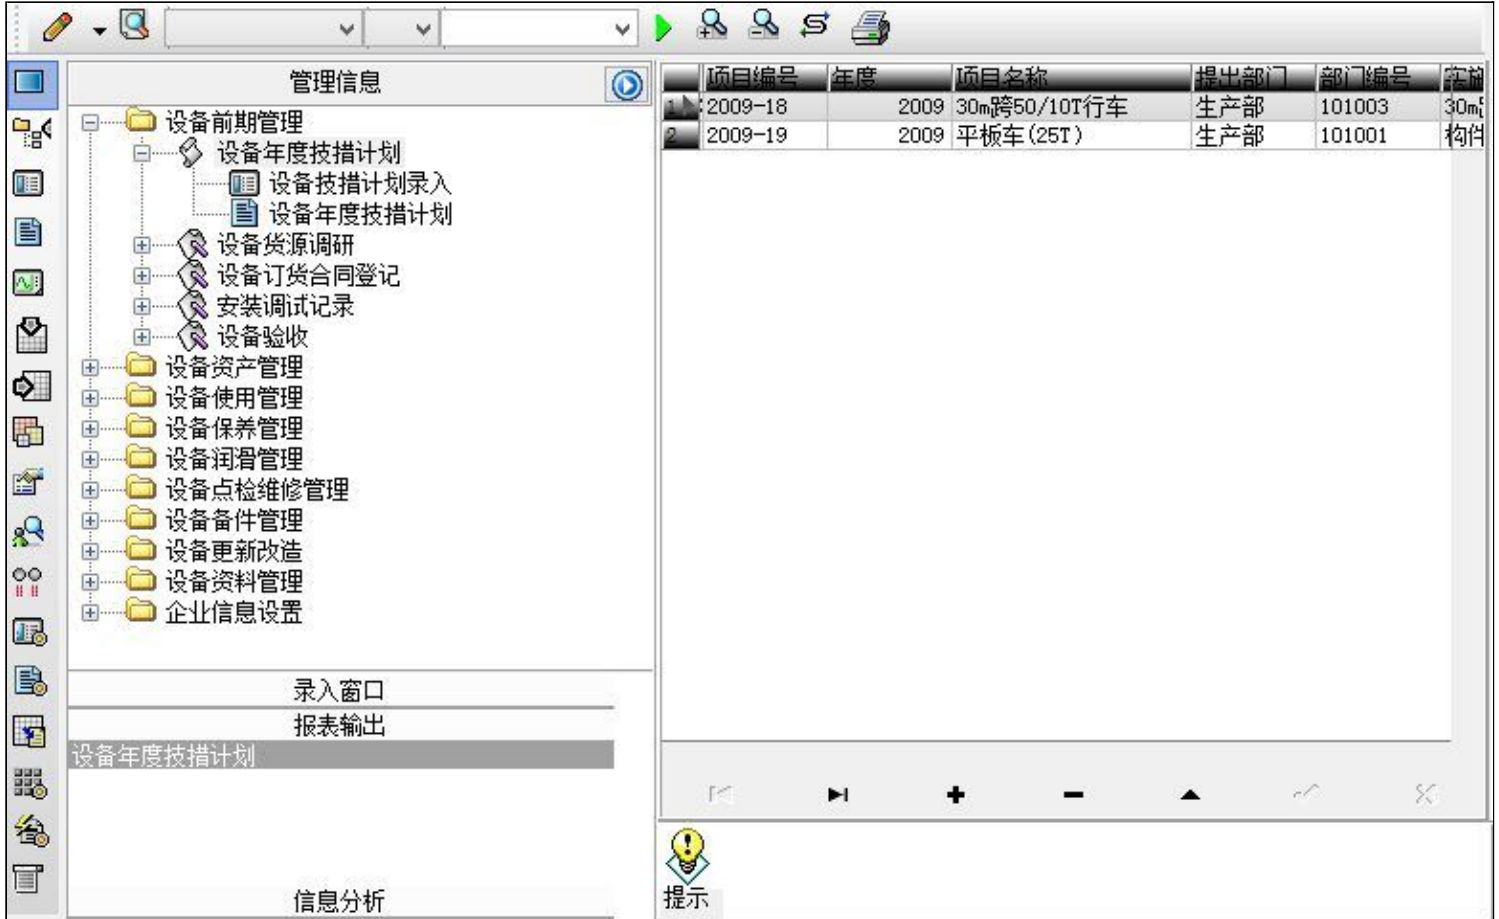 管理信息
设备前期管理
设备年度技措计划
设备技措计划录入
设备年度技措计划
设备货源调研
设备订货合同登记
安装调试记录
设备验收
设备资产管理
设备使用管理
设备保养管理
设备润滑管理
设备点检维修管理
设备备件管理
设备更新改造
设备资料管理
企业信息设置
录入窗口
报表输出
设备年度技措计划
信息分析
项目编号 年度 项目名称 提出部门 部门编号 实施
1 2009-18 2009 30m跨50/10T行车 生产部 101003 30m
2 2009-19 2009 平板车(25T) 生产部 101001 构件
提示